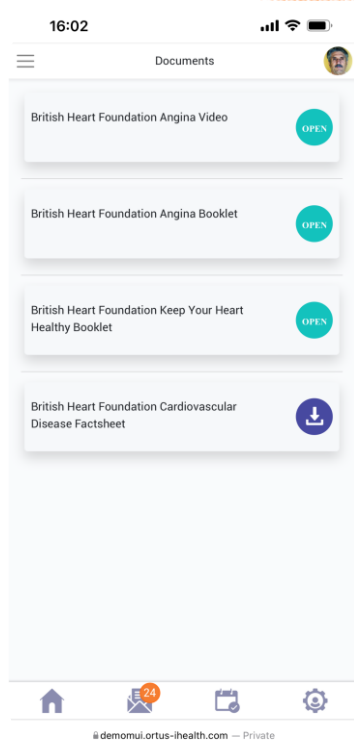 16:02
Documents
British Heart Foundation Angina Video
OPEN
British Heart Foundation Angina Booklet
OPEN
British Heart Foundation Keep Your Heart
Healthy Booklet
OPEN
British Heart Foundation Cardiovascular
Disease Factsheet
24
demomui.ortus-ihealth.com — Private